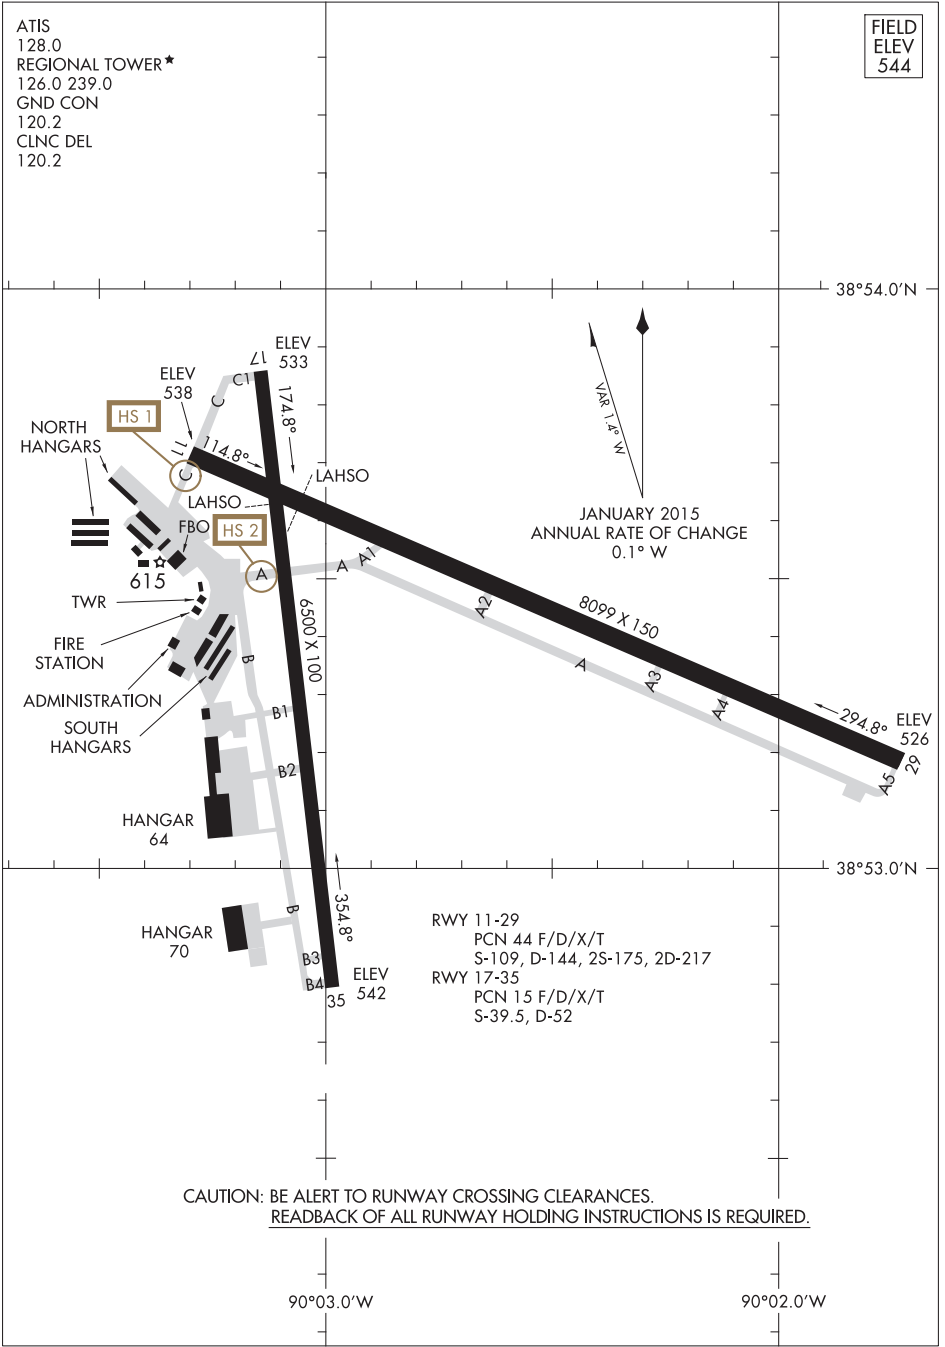 ATIS
128.0
REGIONAL TOWER★
126.0 239.0
GND CON
120.2
CLNC DEL
120.2
FIELD
ELEV
544
38°54.0'N
ELEV
533
17
C1
174.8°
ELEV
538
C
HS 1
11
114.8°
C
NORTH
HANGARS
LAHSO
LAHSO
HS 2
FBO
VAR 1.4° W
JANUARY 2015
ANNUAL RATE OF CHANGE
0.1° W
615
A
A
A1
TWR
FIRE
STATION
6500 X 100
A2
8099 X 150
A
A3
A4
B
ADMINISTRATION
SOUTH
HANGARS
B1
B2
294.8°
ELEV
526
29
A5
HANGAR
64
38°53.0'N
354.8°
B
HANGAR
70
B3
B4
35
ELEV
542
RWY 11-29
PCN 44 F/D/X/T
S-109, D-144, 2S-175, 2D-217
RWY 17-35
PCN 15 F/D/X/T
S-39.5, D-52
CAUTION: BE ALERT TO RUNWAY CROSSING CLEARANCES.
READBACK OF ALL RUNWAY HOLDING INSTRUCTIONS IS REQUIRED.
90°03.0'W
90°02.0'W